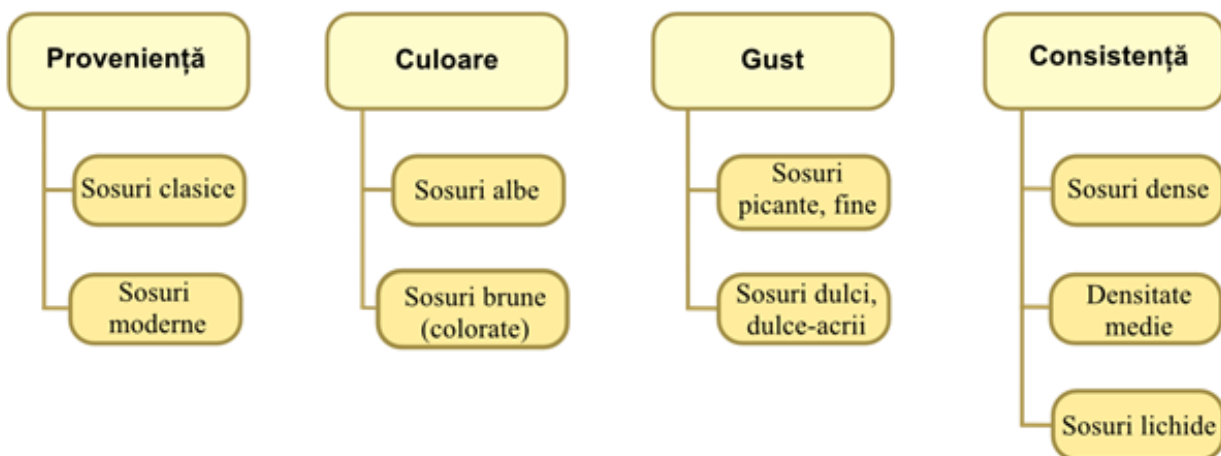 Proveniență
Sosuri clasice
Sosuri
moderne
Culoare
Sosuri albe
Sosuri brune
(colorate)
Gust
Sosuri
picante, fine
Sosuri dulci,
dulce-acrii
Consistență
Sosuri dense
Densitate
medie
Sosuri lichide